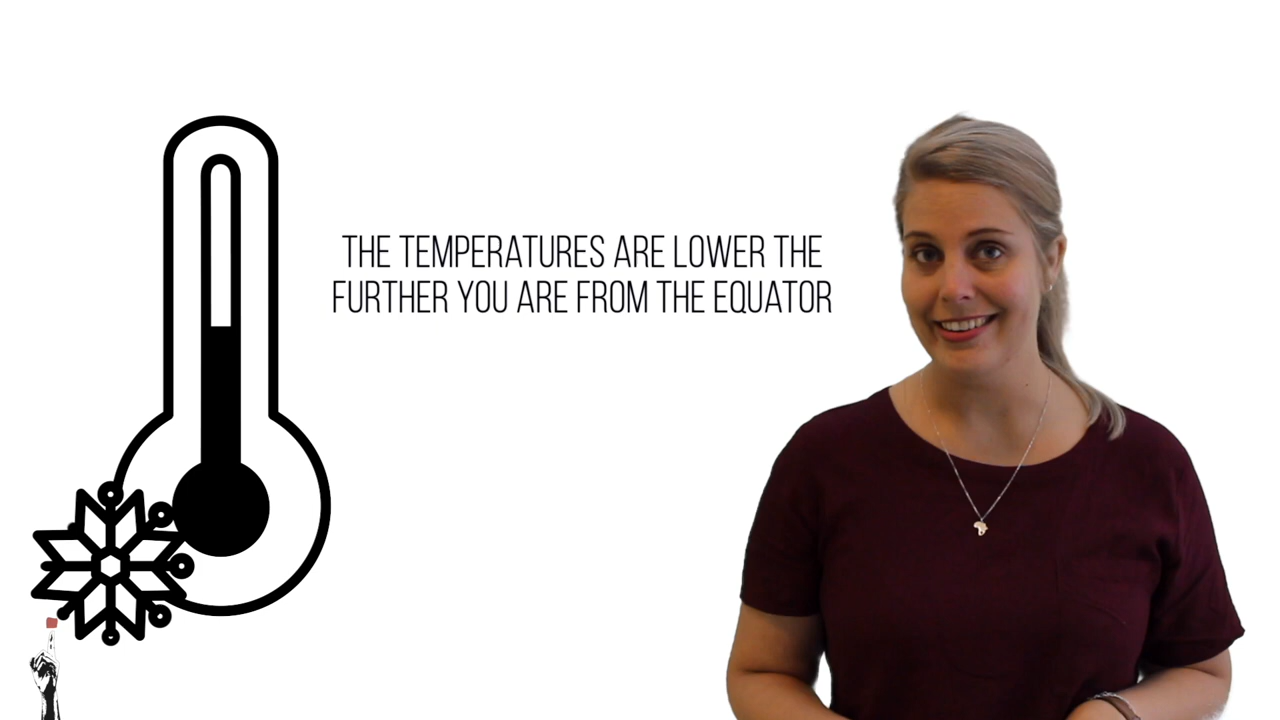 THE TEMPERATURES ARE LOWER THE
FURTHER YOU ARE FROM THE EQUATOR